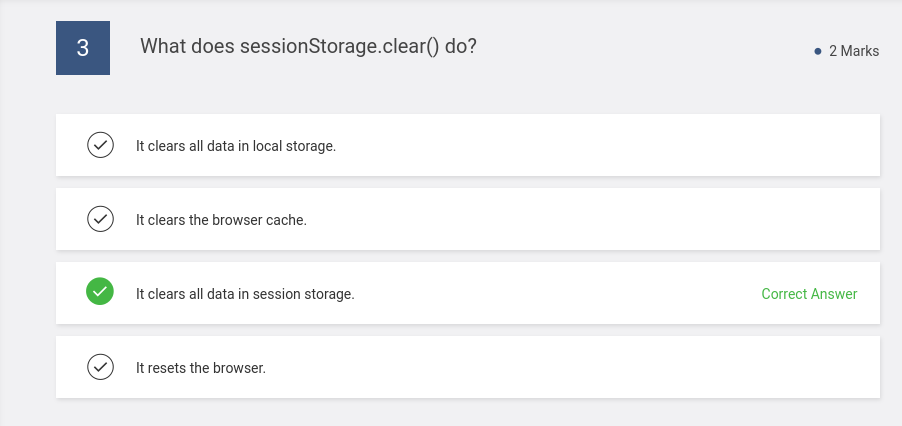 3
What does sessionStorage.clear() do?
2 Marks
It clears all data in local storage.
It clears the browser cache.
It clears all data in session storage.
Correct Answer
It resets the browser.